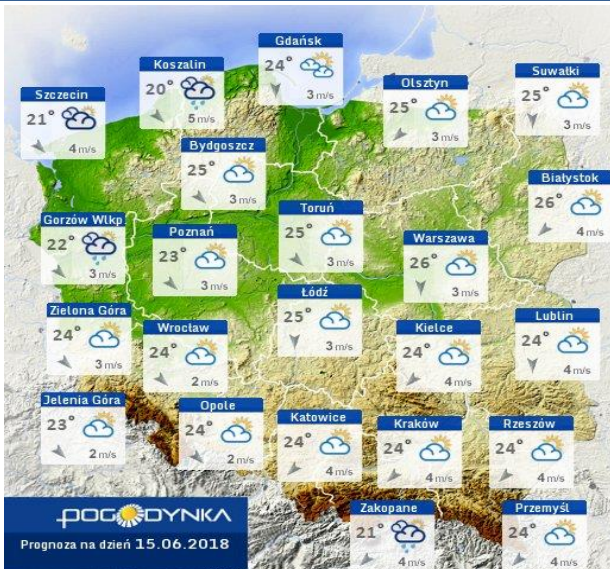 Gdańsk
24°
3 m/s
Koszalin
20°
5 m/s
Suwałki
25°
3 m/s
Olsztyn
25°
3 m/s
Szczecin
21°
4 m/s
Bydgoszcz
25°
3 m/s
Białystok
26°
4 m/s
Toruń
25°
3 m/s
Gorzów Wlkp
22°
3 m/s
Poznań
23°
3 m/s
Warszawa
26°
3 m/s
Łódź
25°
3 m/s
Zielona Góra
24°
3 m/s
Wrocław
24°
2 m/s
Kielce
24°
4 m/s
Lublin
24°
4 m/s
Jelenia Góra
23°
2 m/s
Opole
24°
2 m/s
Katowice
24°
4 m/s
Kraków
24°
4 m/s
Rzeszów
24°
4 m/s
Zakopane
21°
4 m/s
Przemyśl
24°
4 m/s
POGODYNKA
Prognoza na dzień 15.06.2018